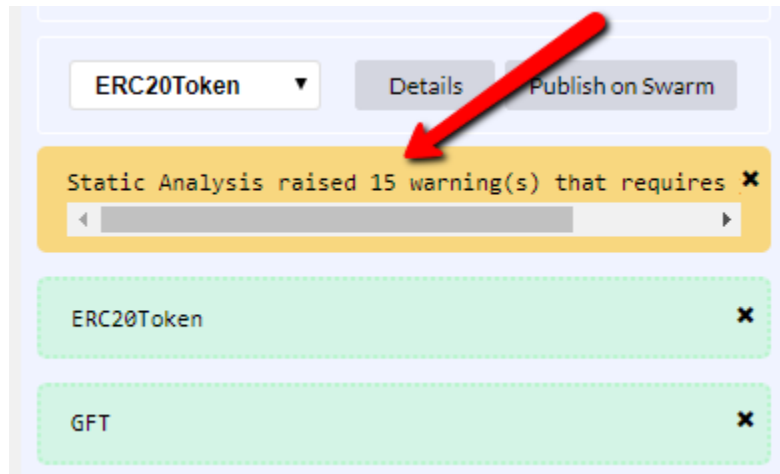 ERC20Token Details Publish on Swarm
Static Analysis raised 15 warning(s) that requires
ERC20Token
GFT